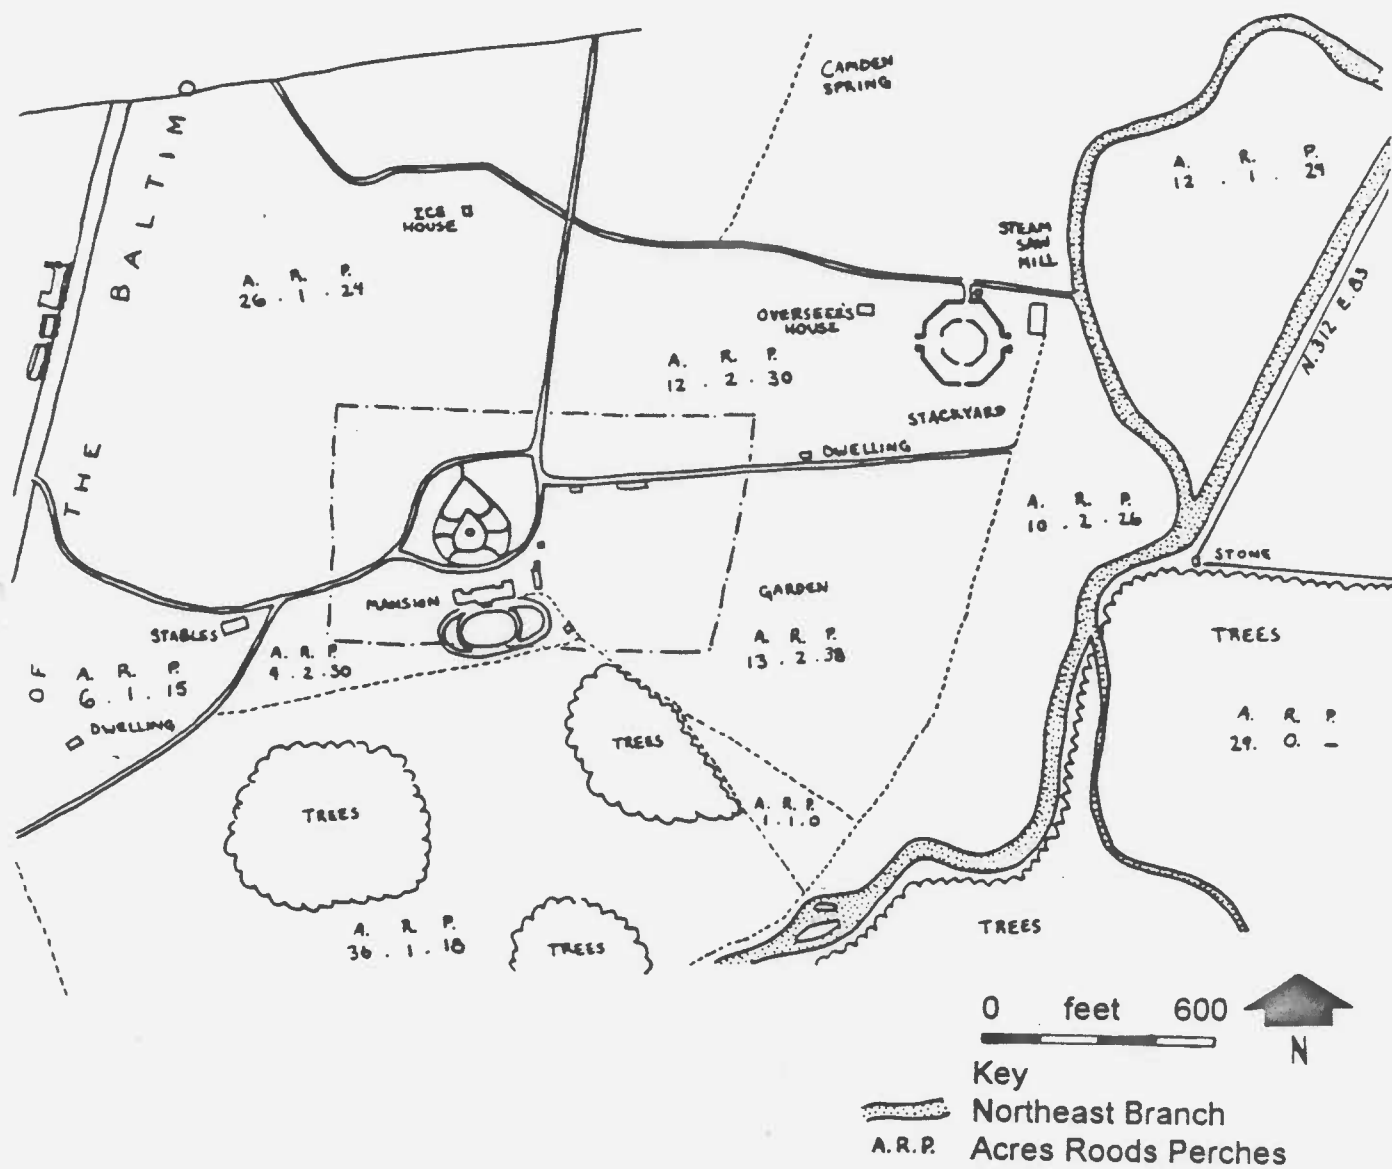 CAMDEN
SPRING
A. R. P.
12 . 1 . 29
THE BALTIMO
ICE
HOUSE
STEAM
SAW
MILL
A. R. P.
26 . 1 . 24
OVERSEER'S
HOUSE
N. 312 E. 83
A. R. P.
12 . 2 . 30
STACKYARD
DWELLING
A. R. P.
10 . 2 . 26
STONE
MANSION
GARDEN
STABLES
TREES
A. R. P.
13 . 2 . 38
A. R. P.
4 . 2 . 30
OF
A. R. P.
6 . 1 . 15
DWELLING
A. R. P.
29. 0. –
TREES
TREES
A. R. P.
1 . 1 . 0
A. R. P.
36 . 1 . 18
TREES
TREES
0 feet 600
N
Key
Northeast Branch
A.R.P. Acres Roods Perches